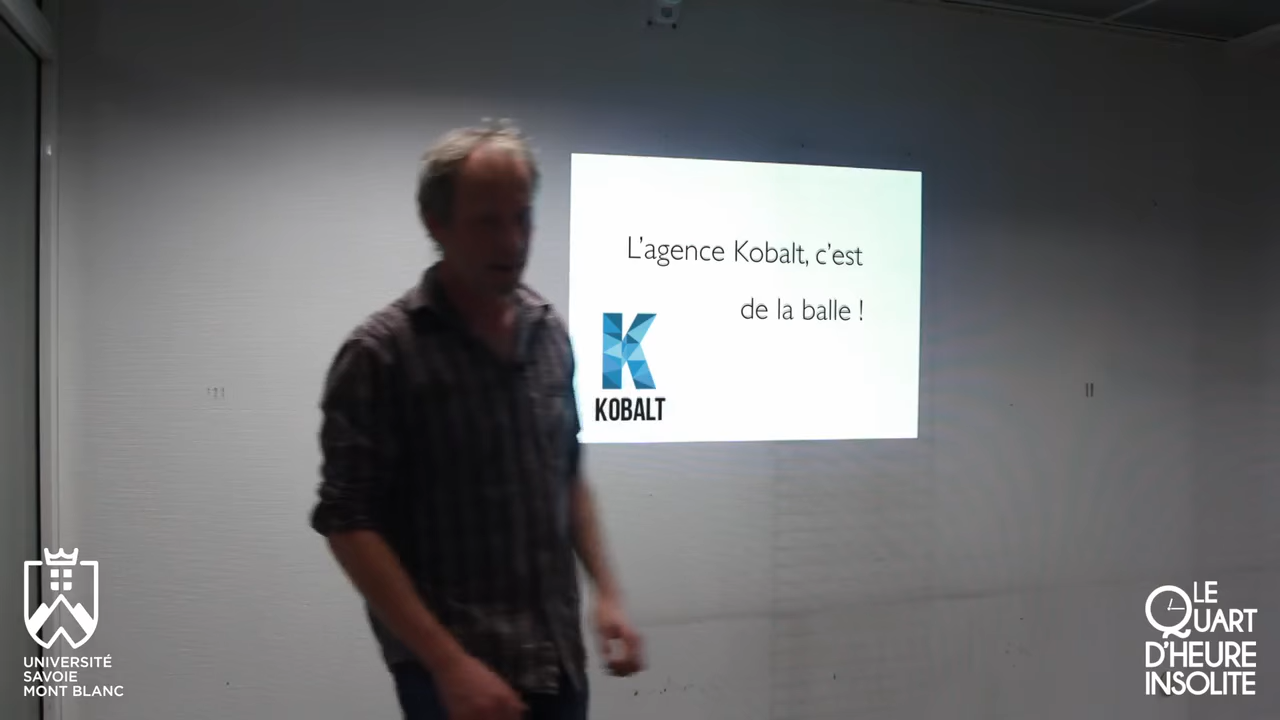 L'agence Kobalt, c'est
de la balle !
KOBALT
UNIVERSITÉ
SAVOIE
MONT BLANC
LE
QUART
D'HEURE
INSOLITE